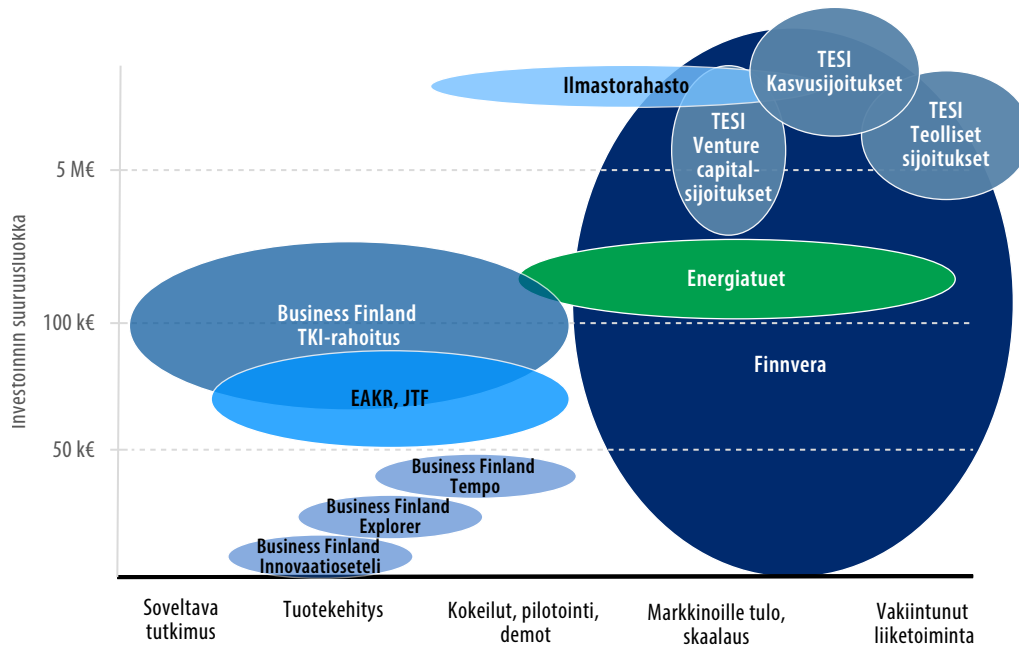 Investoinnin suuruusluokka
5 M€
100 k€
50 k€
Ilmastorahasto
TESI
Kasvusijoitukset
TESI
Venture
capital-
sijoitukset
TESI
Teolliset
sijoitukset
Energiatuet
Business Finland
TKI-rahoitus
Finnvera
EAKR, JTF
Business Finland
Tempo
Business Finland
Explorer
Business Finland
Innovaatioseteli
Soveltava
tutkimus
Tuotekehitys
Kokeilut, pilotointi,
demot
Markkinoille tulo,
skaalaus
Vakiintunut
liiketoiminta